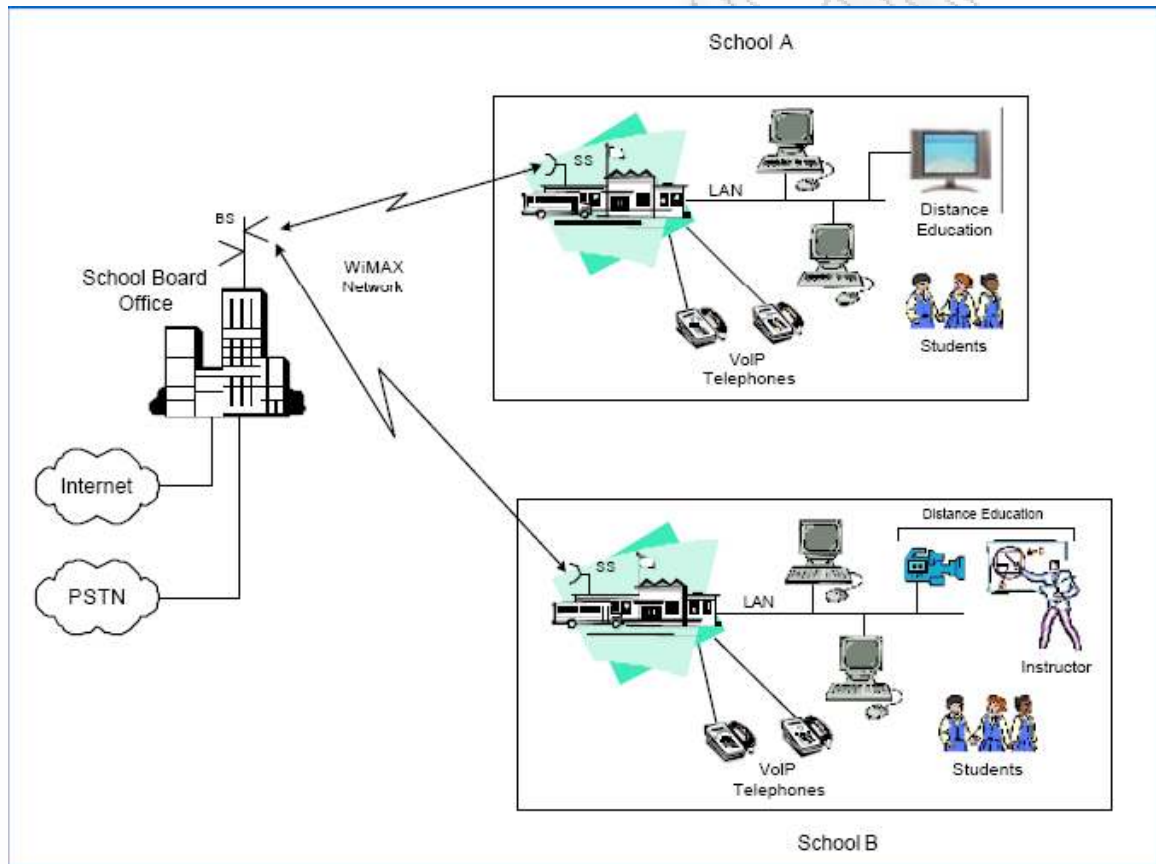 School A
SS
BS
LAN
Distance
Education
School Board
Office
WiMAX
Network
VoIP
Telephones
Students
Internet
PSTN
Distance Education
SS
LAN
Instructor
VoIP
Telephones
Students
School B